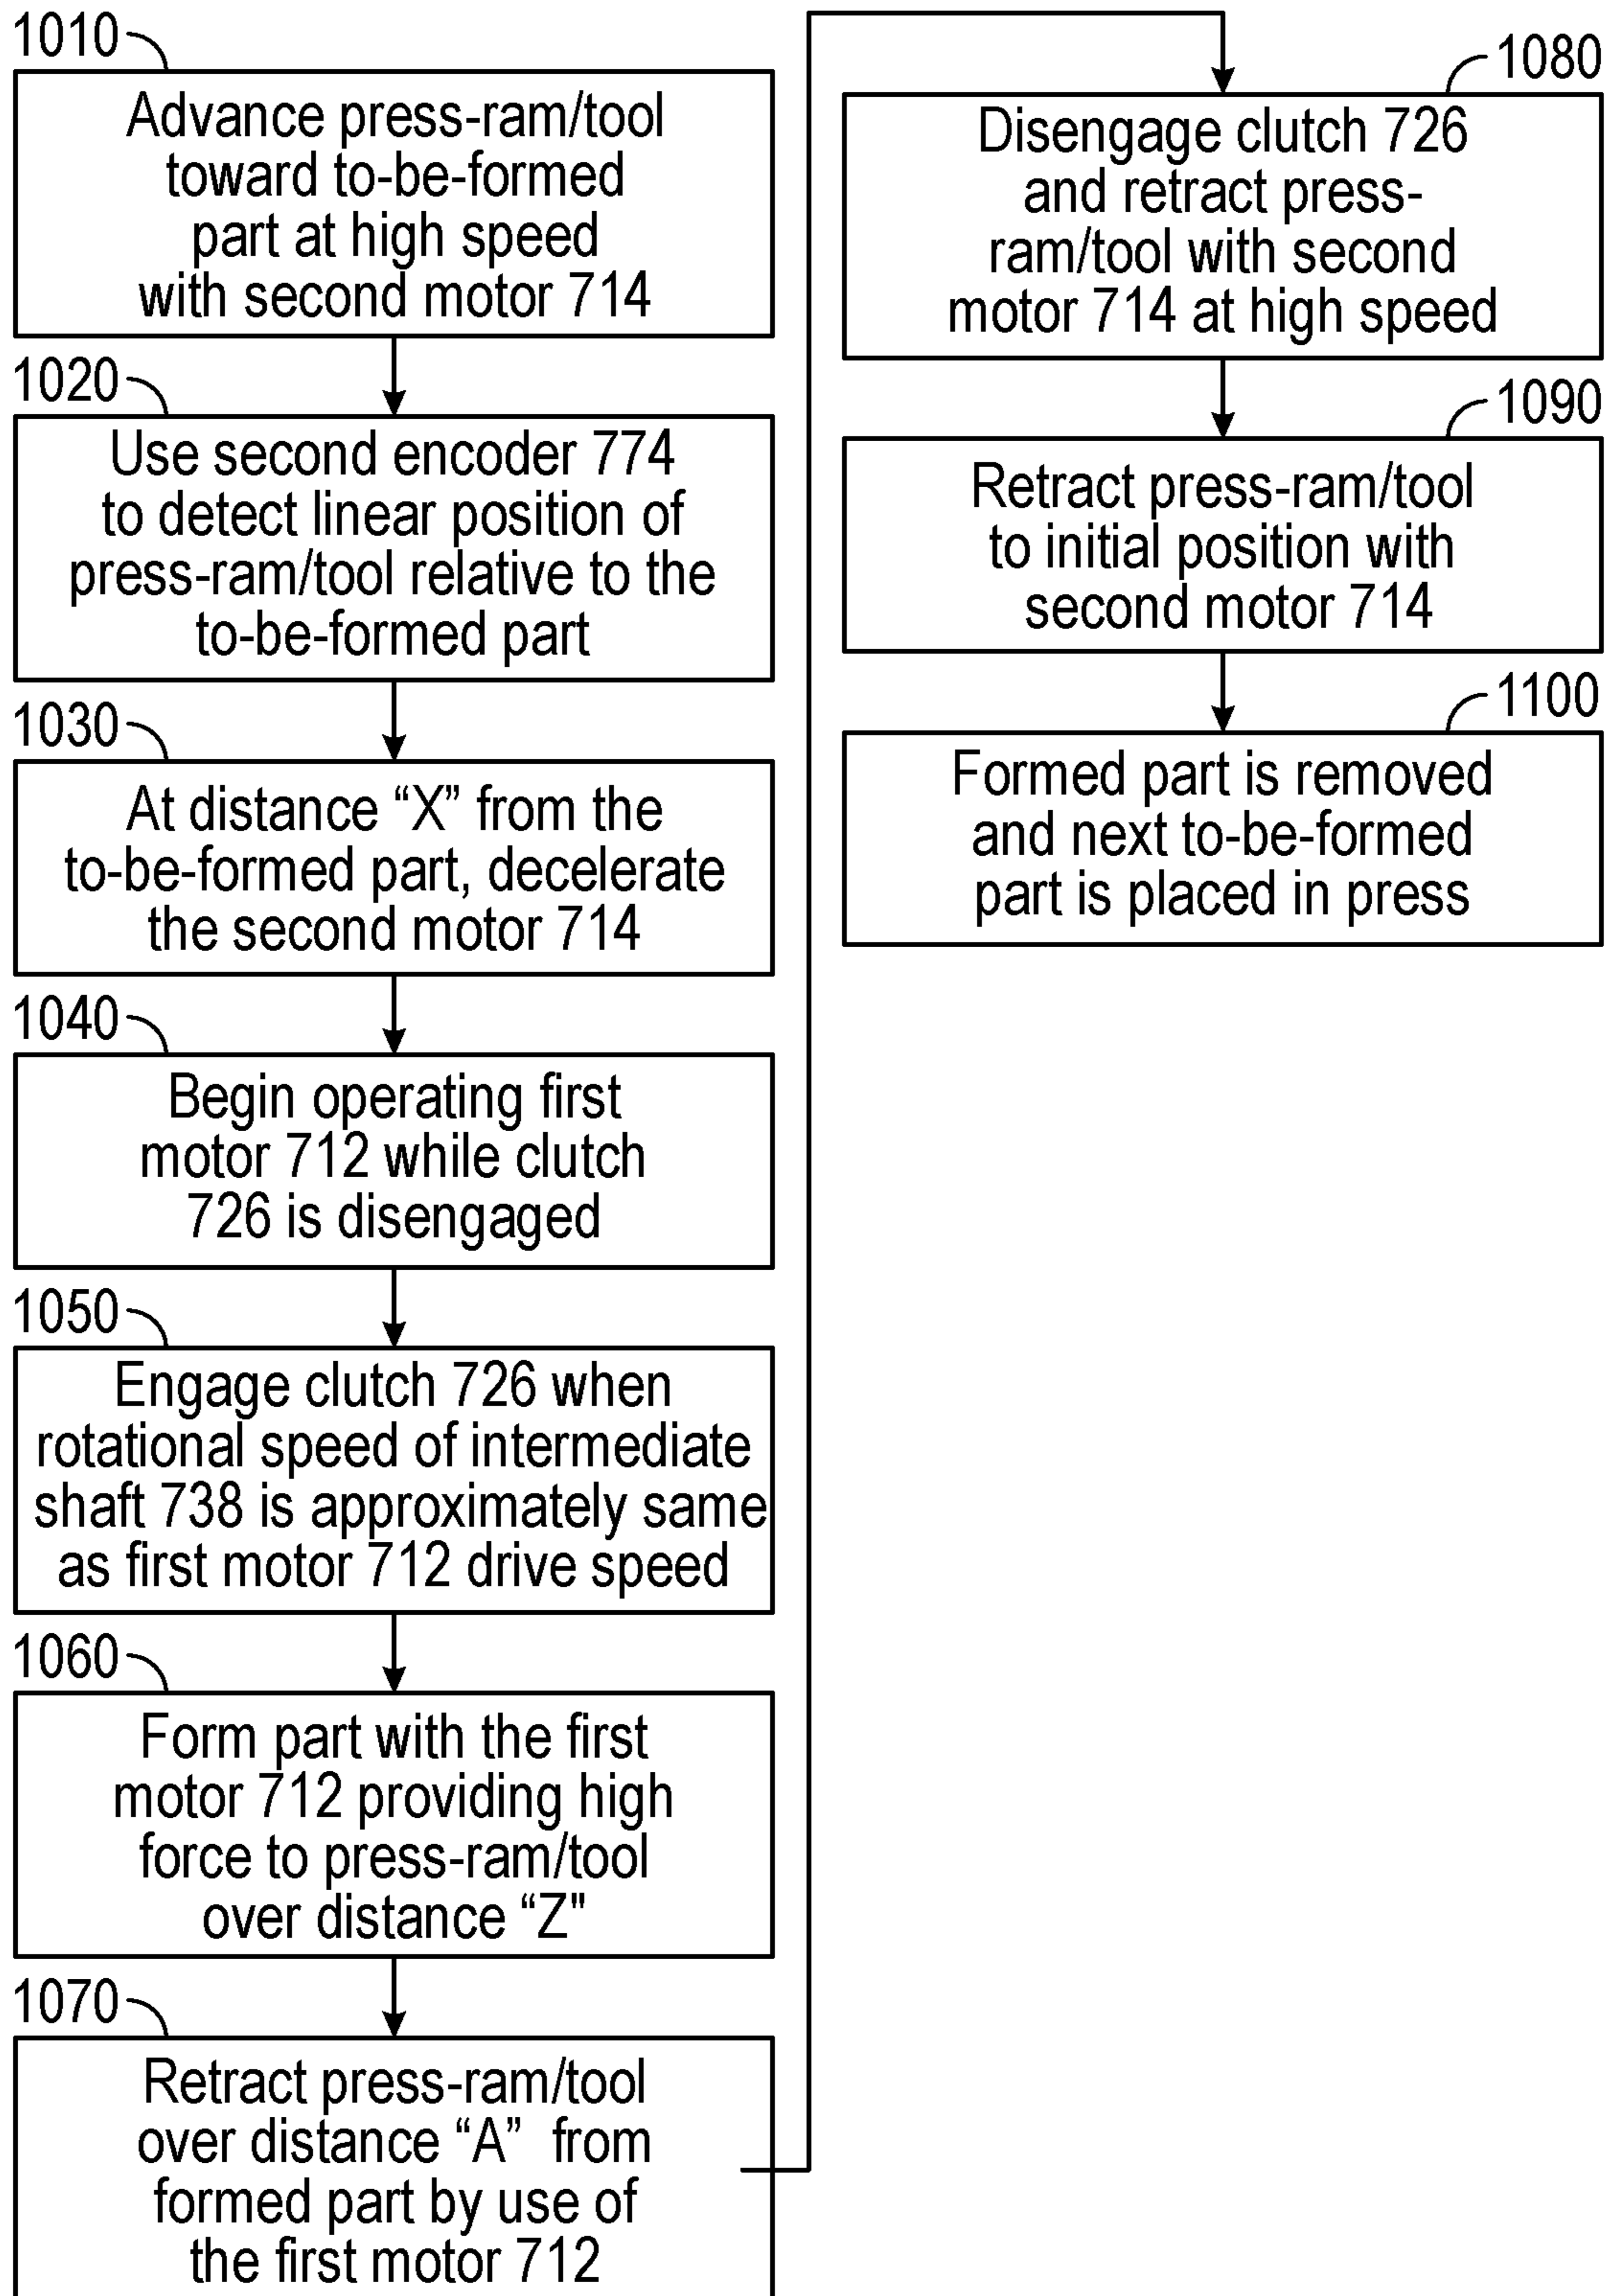 1010
Advance press-ram/tool
toward to-be-formed
part at high speed
with second motor 714
1020
Use second encoder 774
to detect linear position of
press-ram/tool relative to the
to-be-formed part
1030
At distance “X” from the
to-be-formed part, decelerate
the second motor 714
1040
Begin operating first
motor 712 while clutch
726 is disengaged
1050
Engage clutch 726 when
rotational speed of intermediate
shaft 738 is approximately same
as first motor 712 drive speed
1060
Form part with the first
motor 712 providing high
force to press-ram/tool
over distance “Z"
1070
Retract press-ram/tool
over distance “A” from
formed part by use of
the first motor 712
1080
Disengage clutch 726
and retract press-
ram/tool with second
motor 714 at high speed
1090
Retract press-ram/tool
to initial position with
second motor 714
1100
Formed part is removed
and next to-be-formed
part is placed in press